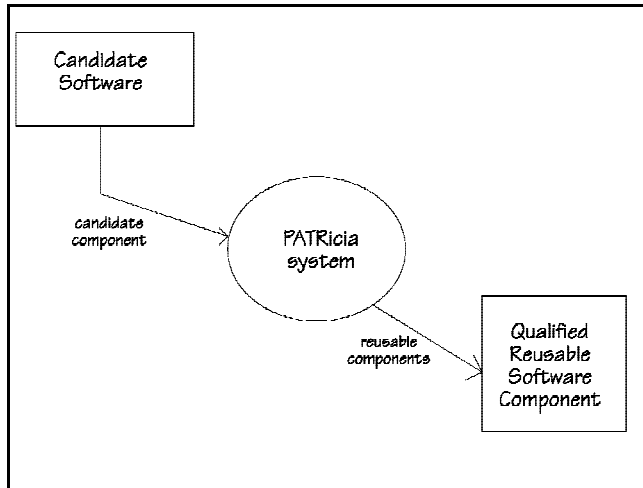 Candidate
Software
candidate
component
PATRicia
system
reusable
components
Qualified
Reusable
Software
Component